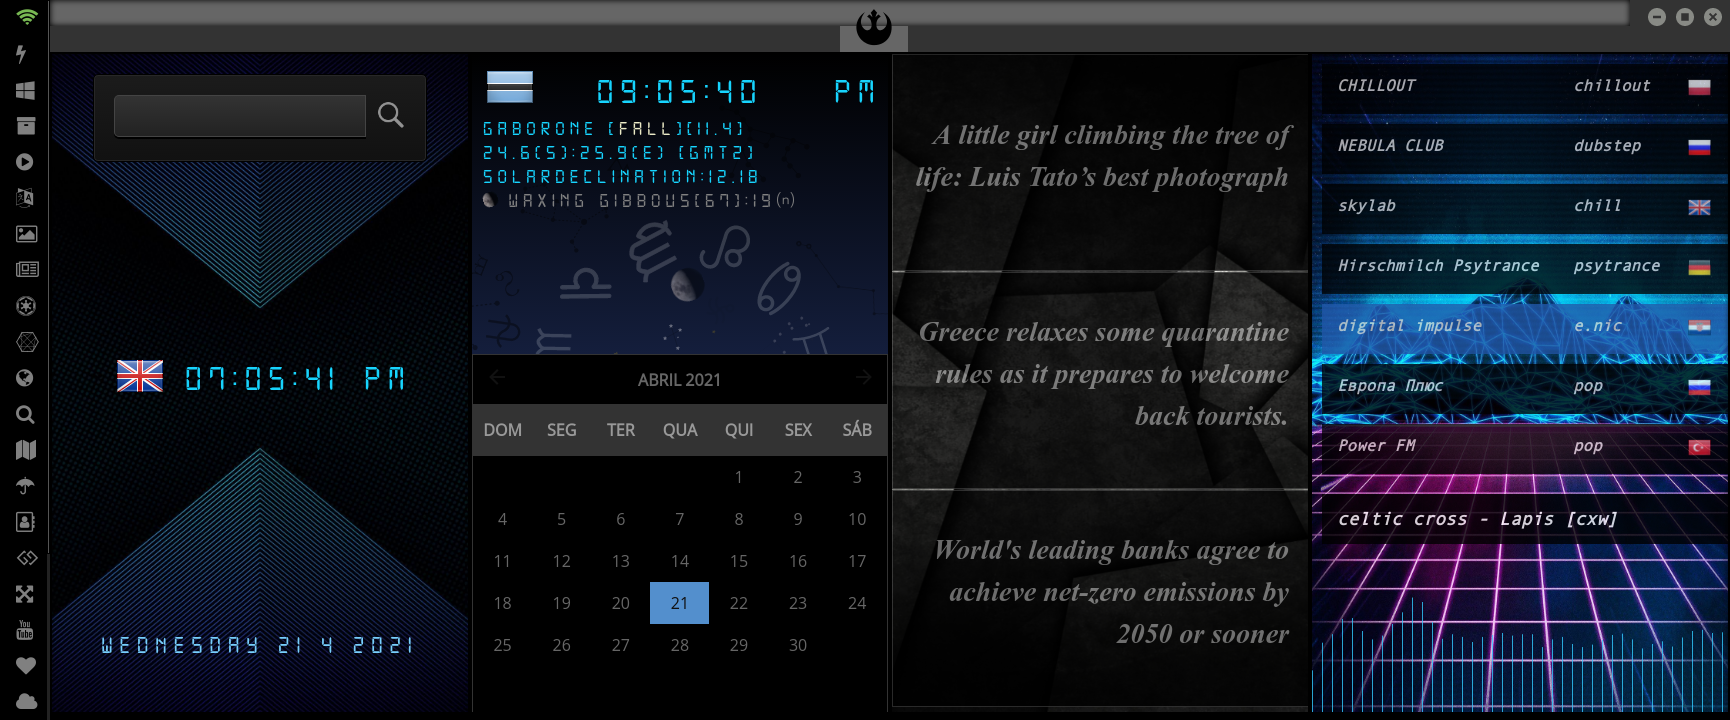 07:05:41 PM
WEDNESDAY 21 4 2021
09:05:40 PM
GABORONE [FALL][11.4]
24.6(S):25.9(E) [GMT2]
SOLARDECLINATION:12.18
WAXING GIBBOUS[67]:19(n)
ABRIL 2021
DOM SEG TER QUA QUI SEX SÁB
1 2 3
4 5 6 7 8 9 10
11 12 13 14 15 16 17
18 19 20 21 22 23 24
25 26 27 28 29 30
A little girl climbing the tree of
life: Luis Tato’s best photograph
Greece relaxes some quarantine
rules as it prepares to welcome
back tourists.
World's leading banks agree to
achieve net-zero emissions by
2050 or sooner
CHILLOUT chillout
NEBULA CLUB dubstep
skylab chill
Hirschmilch Psytrance psytrance
digital impulse e.nic
Европа Плюс pop
Power FM pop
celtic cross - Lapis [cxw]
You
Tube